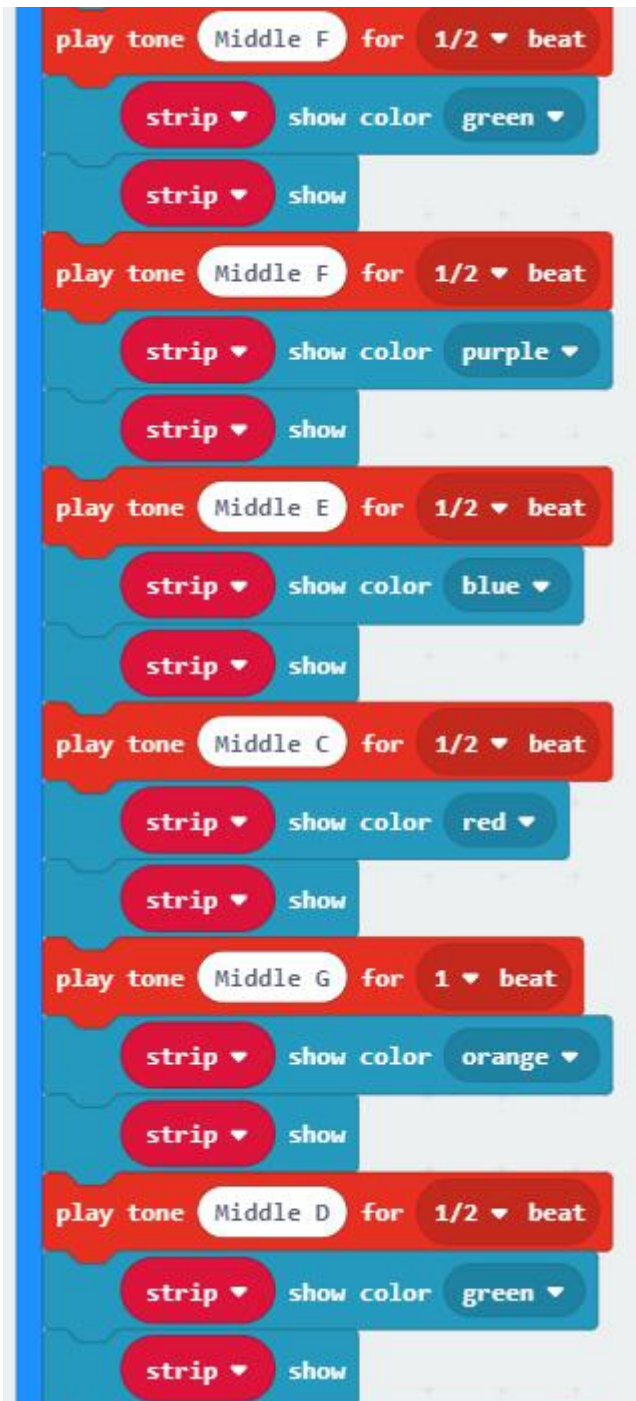 play tone Middle F for 1/2 beat
strip show color green
strip show
play tone Middle F for 1/2 beat
strip show color purple
strip show
play tone Middle E for 1/2 beat
strip show color blue
strip show
play tone Middle C for 1/2 beat
strip show color red
strip show
play tone Middle G for 1 beat
strip show color orange
strip show
play tone Middle D for 1/2 beat
strip show color green
strip show